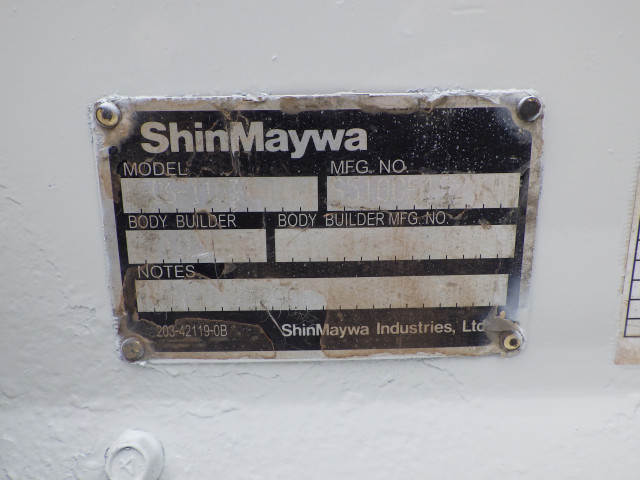 ShinMaywa
MODEL MFG. NO.
BODY BUILDER BODY BUILDER MFG. NO.
NOTES
203-42119-0B ShinMaywa Industries, Ltd